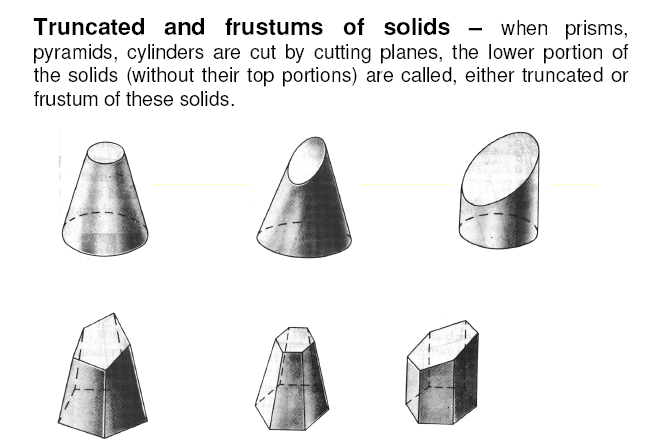 Truncated and frustums of solids – when prisms,
pyramids, cylinders are cut by cutting planes, the lower portion of
the solids (without their top portions) are called, either truncated or
frustum of these solids.